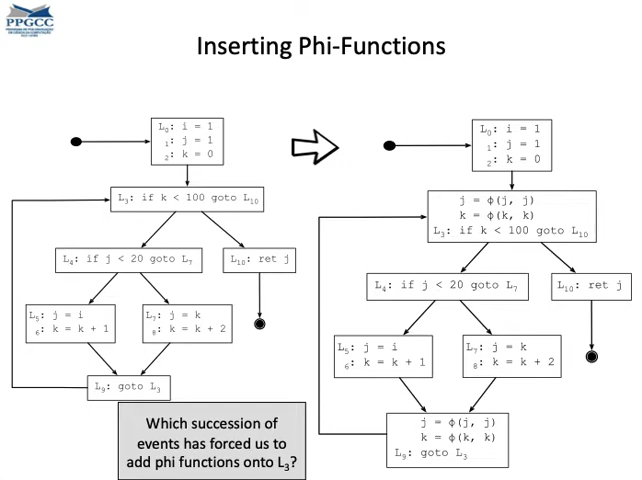 PPGCC
Inserting Phi-Functions
L0: i = 1
1: j = 1
2: k = 0
L3: if k < 100 goto L10
L4: if j < 20 goto L7
L10: ret j
L5: j = i
6: k = k + 1
L7: j = k
8: k = k + 2
L9: goto L3
Which succession of
events has forced us to
add phi functions onto L3?
L0: i = 1
1: j = 1
2: k = 0
j = ϕ(j, j)
k = ϕ(k, k)
L3: if k < 100 goto L10
L4: if j < 20 goto L7
L10: ret j
L5: j = i
6: k = k + 1
L7: j = k
8: k = k + 2
j = ϕ(j, j)
k = ϕ(k, k)
L9: goto L3